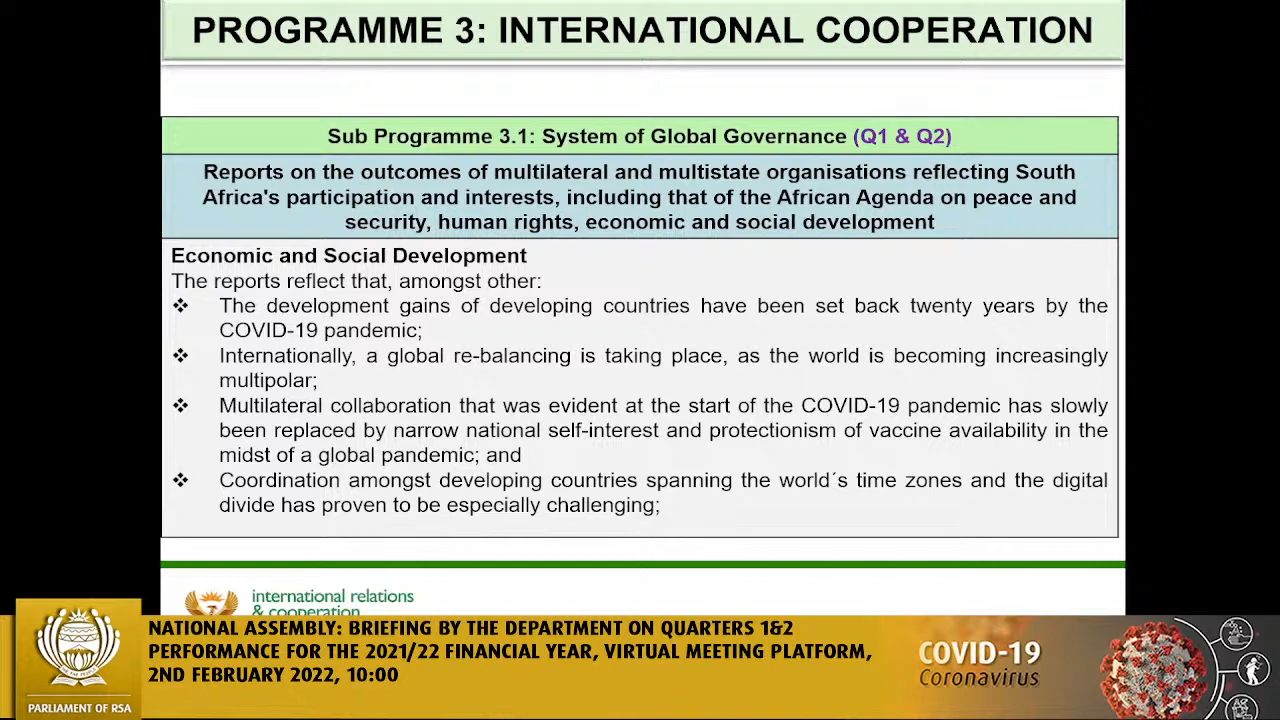 PROGRAMME 3: INTERNATIONAL COOPERATION
Sub Programme 3.1: System of Global Governance (Q1 & Q2)
Reports on the outcomes of multilateral and multistate organisations reflecting South
Africa's participation and interests, including that of the African Agenda on peace and
security, human rights, economic and social development
Economic and Social Development
The reports reflect that, amongst other:
❖ The development gains of developing countries have been set back twenty years by the
COVID-19 pandemic;
❖ Internationally, a global re-balancing is taking place, as the world is becoming increasingly
multipolar;
❖ Multilateral collaboration that was evident at the start of the COVID-19 pandemic has slowly
been replaced by narrow national self-interest and protectionism of vaccine availability in the
midst of a global pandemic; and
❖ Coordination amongst developing countries spanning the world´s time zones and the digital
divide has proven to be especially challenging;
international relations
& cooperation
NATIONAL ASSEMBLY: BRIEFING BY THE DEPARTMENT ON QUARTERS 1&2
PERFORMANCE FOR THE 2021/22 FINANCIAL YEAR, VIRTUAL MEETING PLATFORM,
2ND FEBRUARY 2022, 10:00
PARLIAMENT OF RSA
COVID-19
Coronavirus